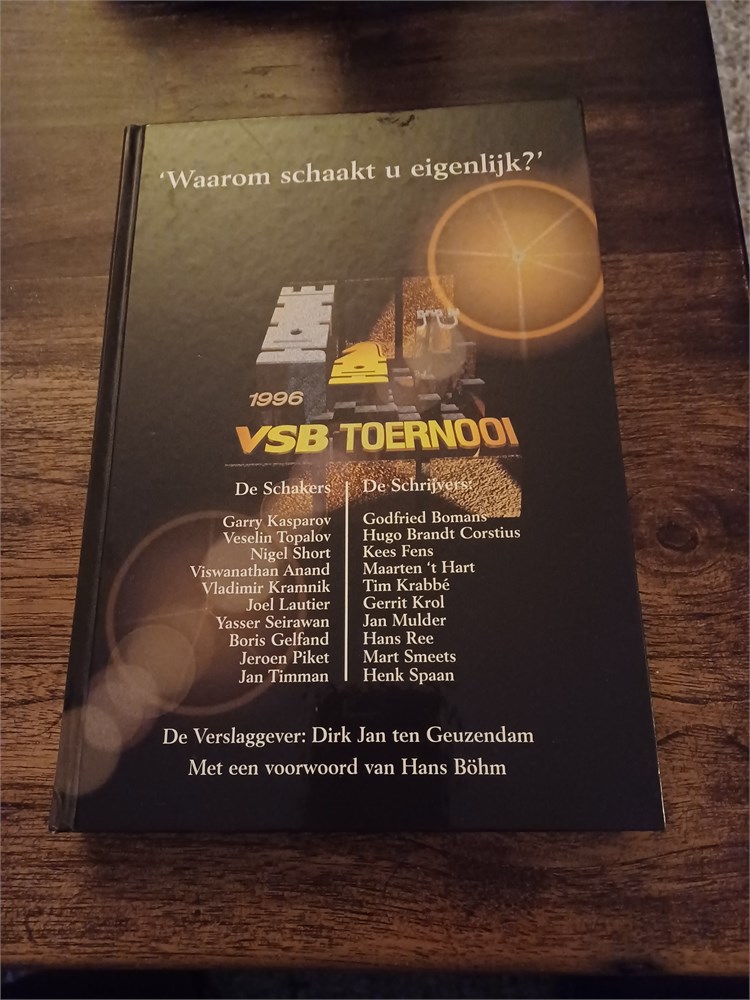 ‘Waarom schaakt u eigenlijk?’
1996
VSB TOERNOOI
De Schakers
Garry Kasparov
Veselin Topalov
Nigel Short
Viswanathan Anand
Vladimir Kramnik
Joel Lautier
Yasser Seirawan
Boris Gelfand
Jeroen Piket
Jan Timman
De Schrijvers:
Godfried Bomans
Hugo Brandt Corstius
Kees Fens
Maarten ‘t Hart
Tim Krabbé
Gerrit Krol
Jan Mulder
Hans Ree
Mart Smeets
Henk Spaan
De Verslaggever: Dirk Jan ten Geuzendam
Met een voorwoord van Hans Böhm